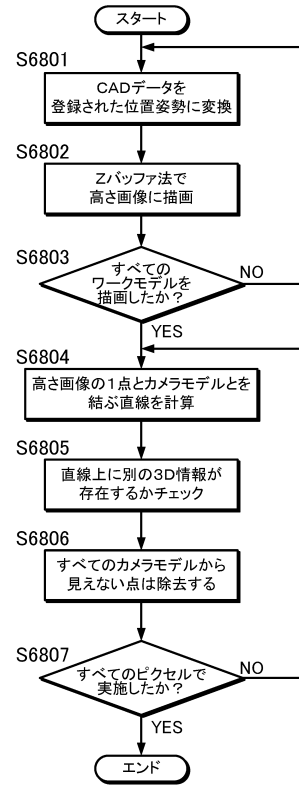 スタート
S6801
CADデータを
登録された位置姿勢に変換
S6802
Zバッファ法で
高さ画像に描画
S6803
すべての
ワークモデルを
描画したか？
NO
YES
S6804
高さ画像の1点とカメラモデルとを
結ぶ直線を計算
S6805
直線上に別の3D情報が
存在するかチェック
S6806
すべてのカメラモデルから
見えない点は除去する
S6807
すべてのピクセルで
実施したか？
NO
YES
エンド